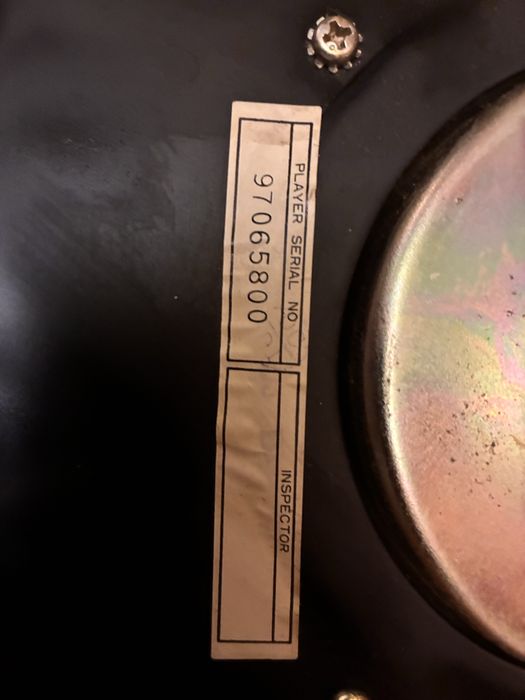 PLAYER SERIAL NO
97065800
INSPECTOR